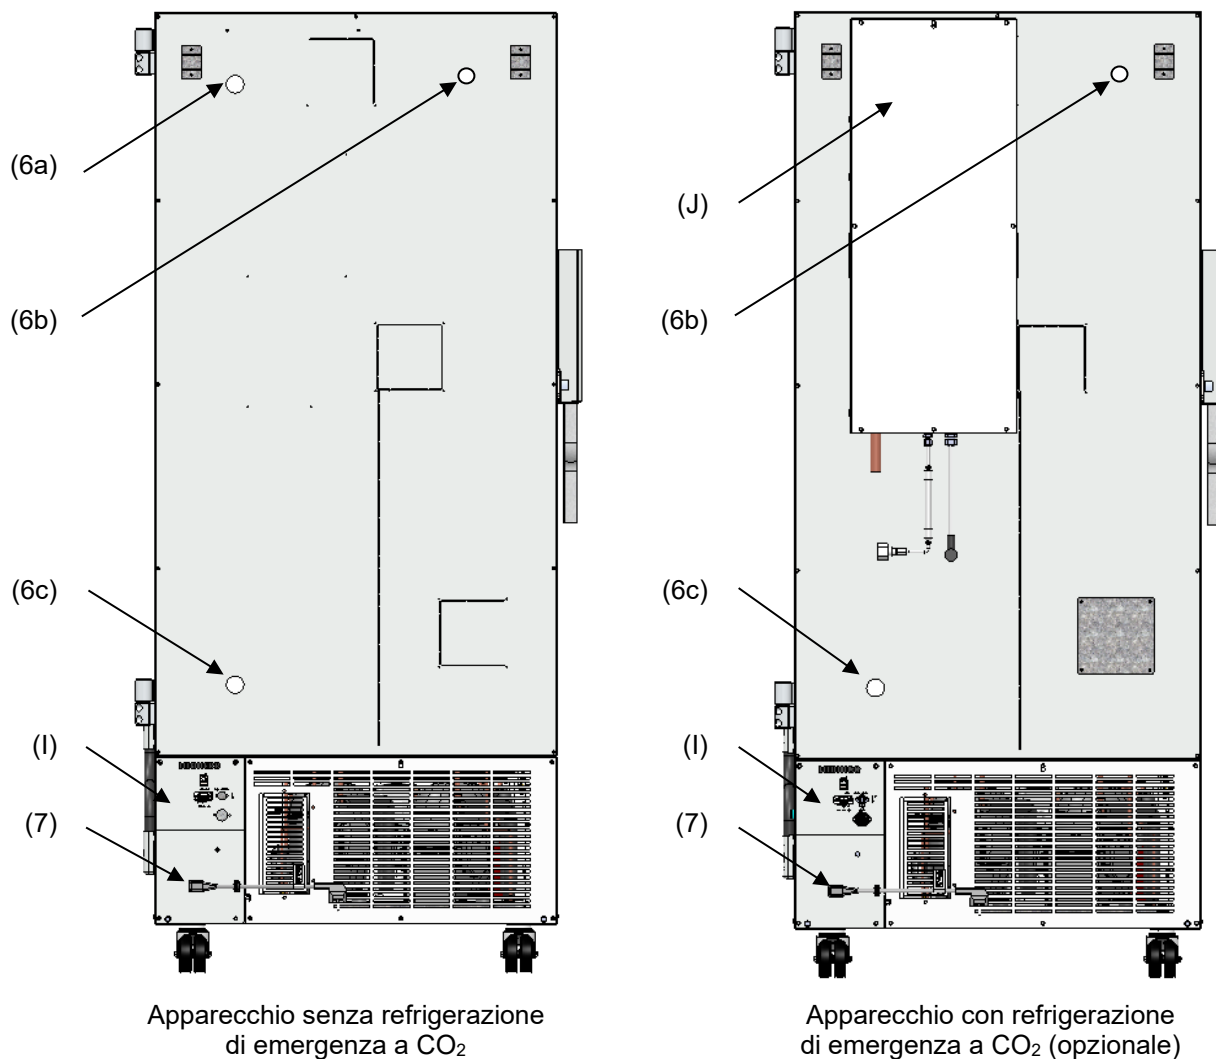 (6a)
(6b)
(6c)
(I)
(7)
(J)
(6b)
(6c)
(I)
(7)
Apparecchio senza refrigerazione
di emergenza a CO₂
Apparecchio con refrigerazione
di emergenza a CO₂ (opzionale)